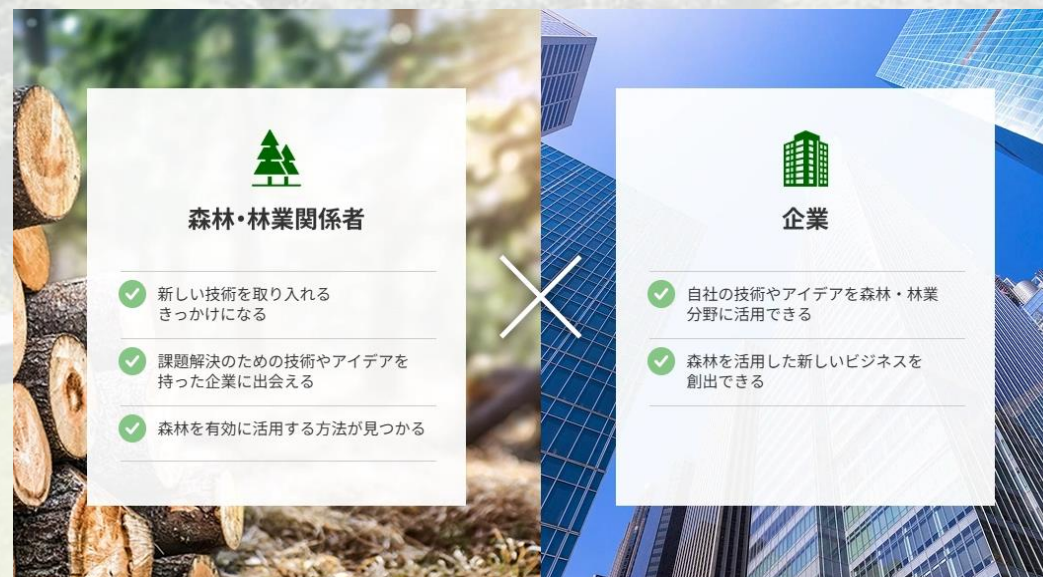 森林・林業関係者
新しい技術を取り入れる
きっかけになる
課題解決のための技術やアイデアを
持った企業に出会える
森林を有効に活用する方法が見つかる
企業
自社の技術やアイデアを森林・林業
分野に活用できる
森林を活用した新しいビジネスを
創出できる